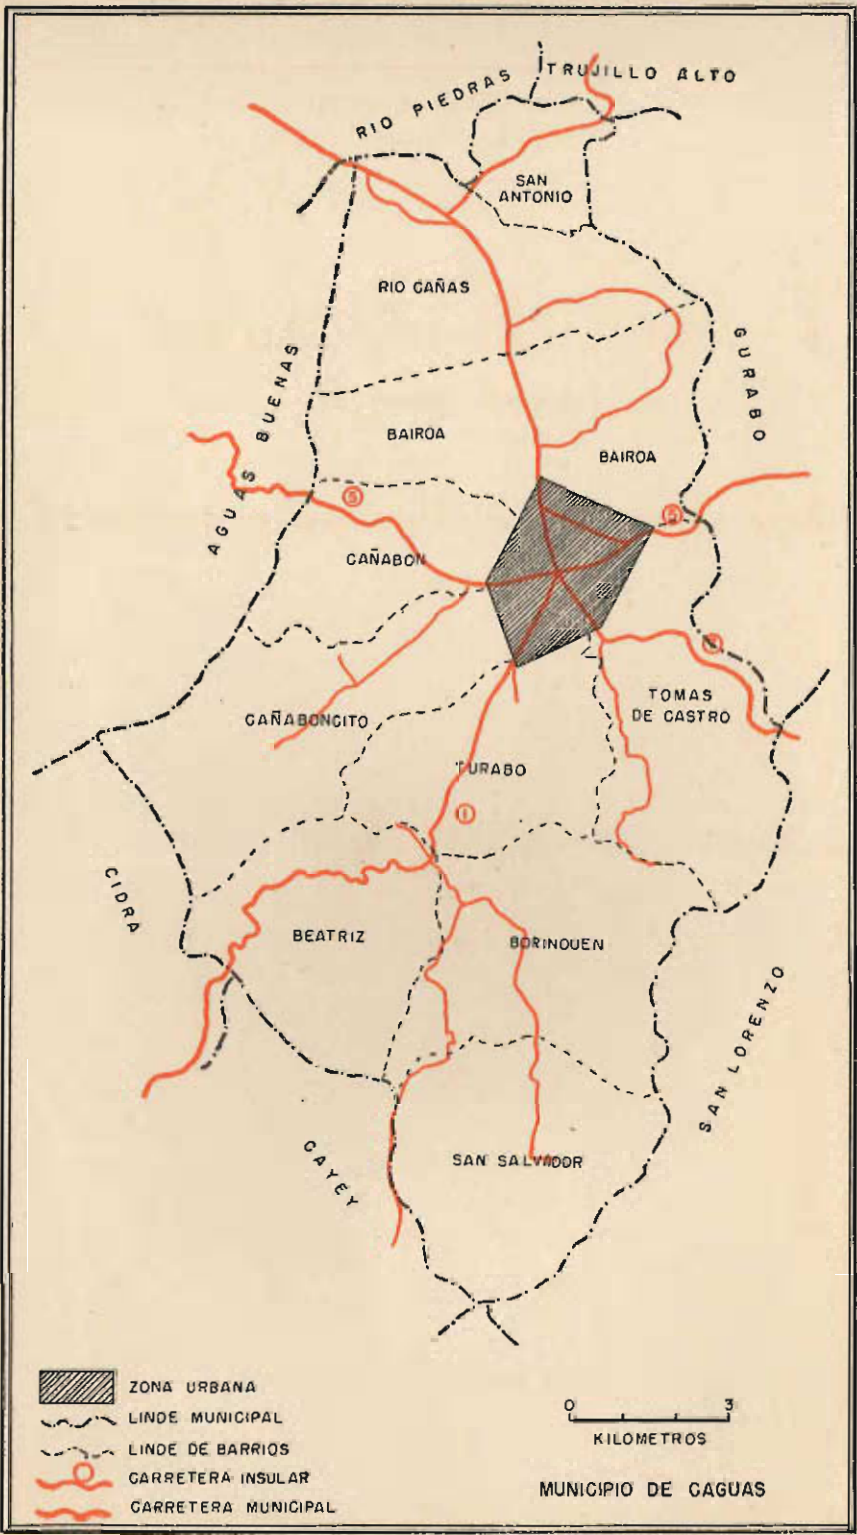 RIO PIEDRAS
TRUJILLO ALTO
SAN
ANTONIO
RIO CAÑAS
GURABO
AGUAS BUENAS
BAIROA
BAIROA
5
CAÑABON
TOMAS
DE CASTRO
CAÑABONCITO
TURABO
1
CIDRA
BEATRIZ
BORINQUEN
SAN LORENZO
CAYEY
SAN SALVADOR
ZONA URBANA
LINDE MUNICIPAL
LINDE DE BARRIOS
CARRETERA INSULAR
CARRETERA MUNICIPAL
0 3
KILOMETROS
MUNICIPIO DE CAGUAS